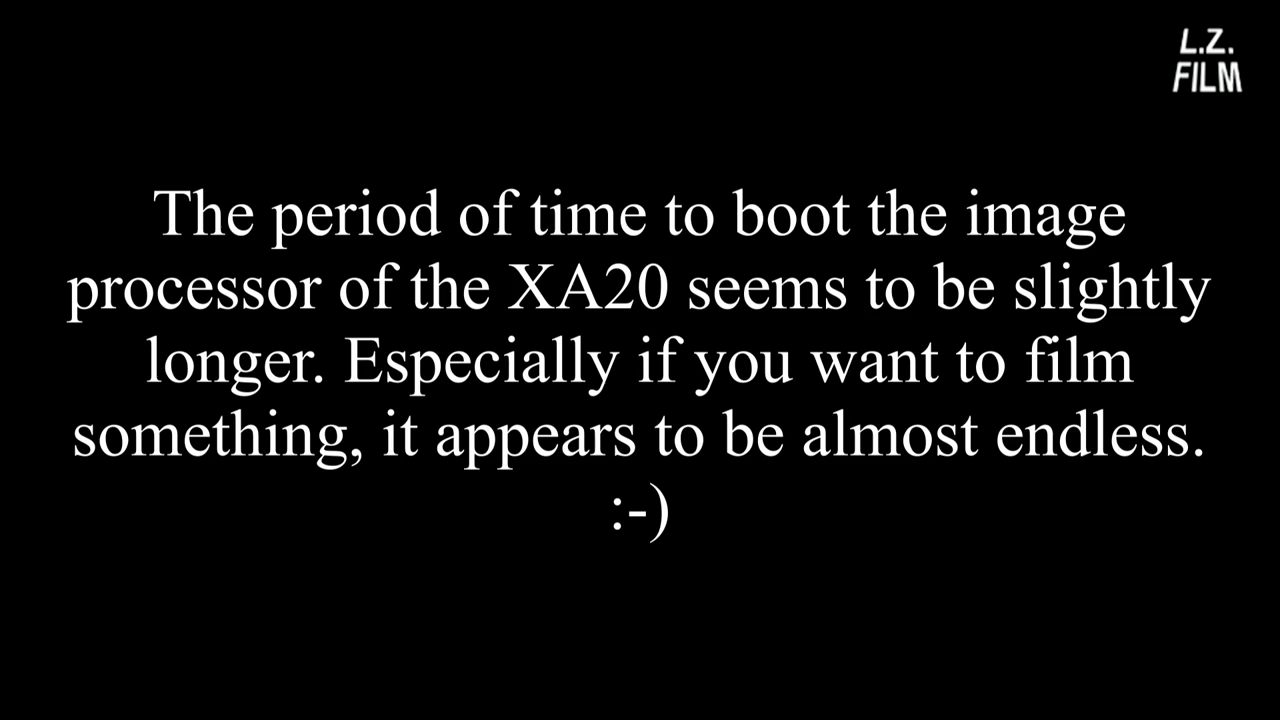 L.Z.
FILM
The period of time to boot the image
processor of the XA20 seems to be slightly
longer. Especially if you want to film
something, it appears to be almost endless.
:-)